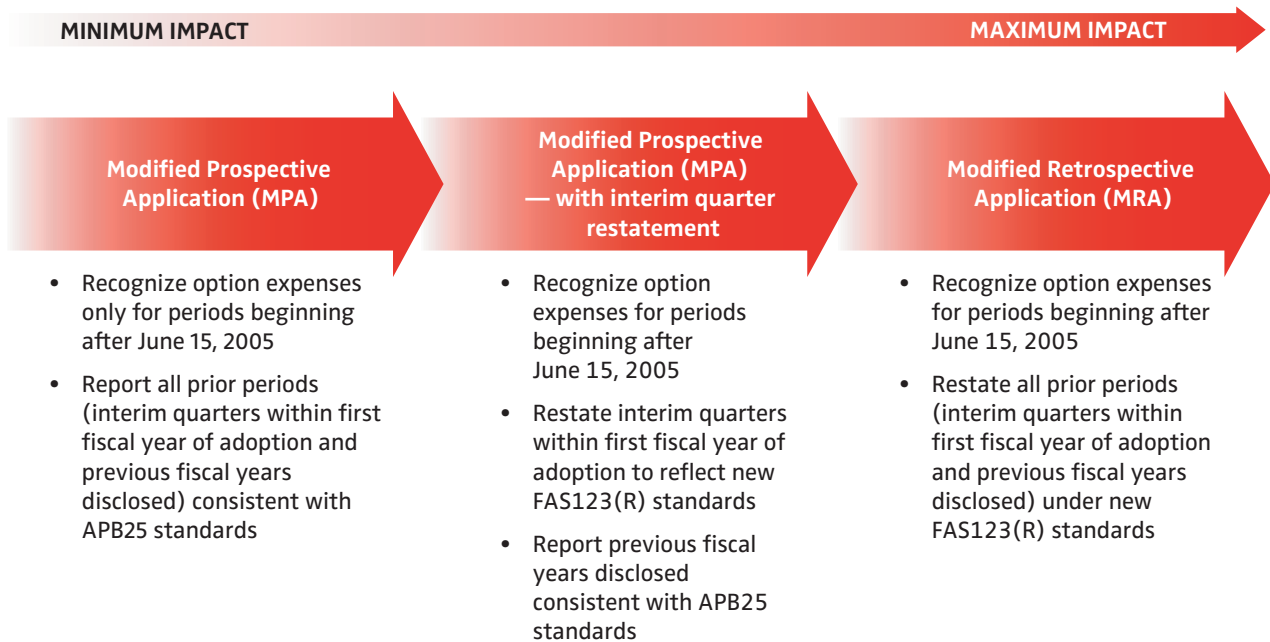 MINIMUM IMPACT
MAXIMUM IMPACT
Modified Prospective
Application (MPA)
• Recognize option expenses
only for periods beginning
after June 15, 2005
• Report all prior periods
(interim quarters within first
fiscal year of adoption and
previous fiscal years
disclosed) consistent with
APB25 standards
Modified Prospective
Application (MPA)
— with interim quarter
restatement
• Recognize option
expenses for periods
beginning after
June 15, 2005
• Restate interim quarters
within first fiscal year of
adoption to reflect new
FAS123(R) standards
• Report previous fiscal
years disclosed
consistent with APB25
standards
Modified Retrospective
Application (MRA)
• Recognize option expenses
for periods beginning after
June 15, 2005
• Restate all prior periods
(interim quarters within
first fiscal year of adoption
and previous fiscal years
disclosed) under new
FAS123(R) standards